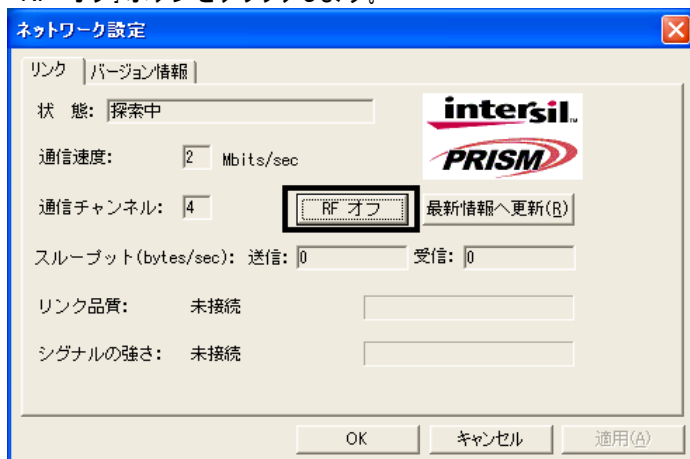 ネットワーク設定
リンク バージョン情報
状 態: 探索中
intersil
PRISM
通信速度: 2 Mbits/sec
通信チャンネル: 4 RF オフ 最新情報へ更新(R)
スループット(bytes/sec): 送信: 0 受信: 0
リンク品質: 未接続
シグナルの強さ: 未接続
OK キャンセル 適用(A)